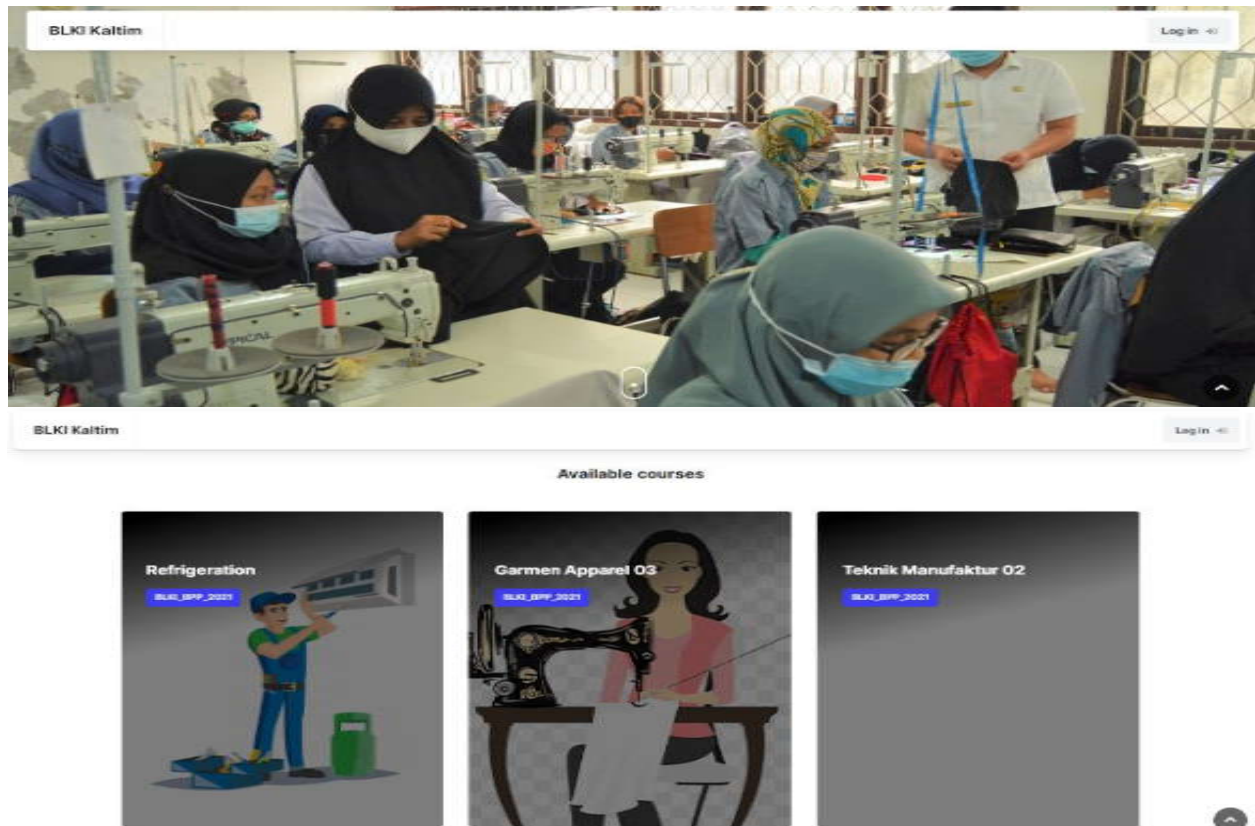 BLKI Kaltim
Log in
BLKI Kaltim
Log in
Available courses
Refrigeration
BLKI_BPP_2021
Garmen Apparel 03
BLKI_BPP_2021
Teknik Manufaktur 02
BLKI_BPP_2021